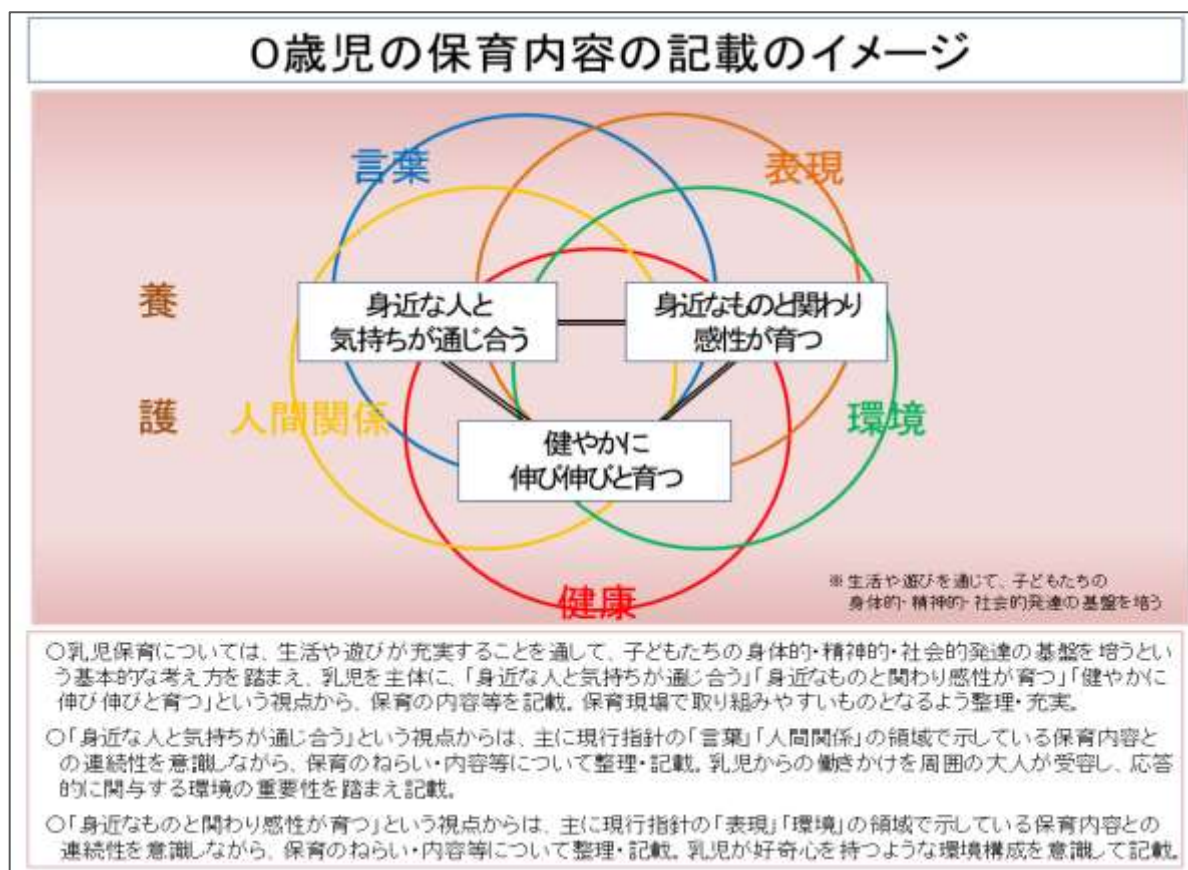 0歳児の保育内容の記載のイメージ
言葉
表現
身近な人と
気持ちが通じ合う
身近なものと関わり
感性が育つ
養
護
人間関係
環境
健やかに
伸び伸びと育つ
健康
※生活や遊びを通じて、子どもたちの
身体的・精神的・社会的発達の基盤を培う
○乳児保育については、生活や遊びが充実することを通して、子どもたちの身体的・精神的・社会的発達の基盤を培うとい
う基本的な考え方を踏まえ、乳児を主体に、「身近な人と気持ちが通じ合う」「身近なものと関わり感性が育つ」「健やかに
伸び伸びと育つ」という視点から、保育の内容等を記載。保育現場で取り組みやすいものとなるよう整理・充実。
○「身近な人と気持ちが通じ合う」という視点からは、主に現行指針の「言葉」「人間関係」の領域で示している保育内容と
の連続性を意識しながら、保育のねらい・内容等について整理・記載。乳児からの働きかけを周囲の大人が受容し、応答
的に関与する環境の重要性を踏まえ記載。
○「身近なものと関わり感性が育つ」という視点からは、主に現行指針の「表現」「環境」の領域で示している保育内容との
連続性を意識しながら、保育のねらい・内容等について整理・記載。乳児が好奇心を持つような環境構成を意識して記載。